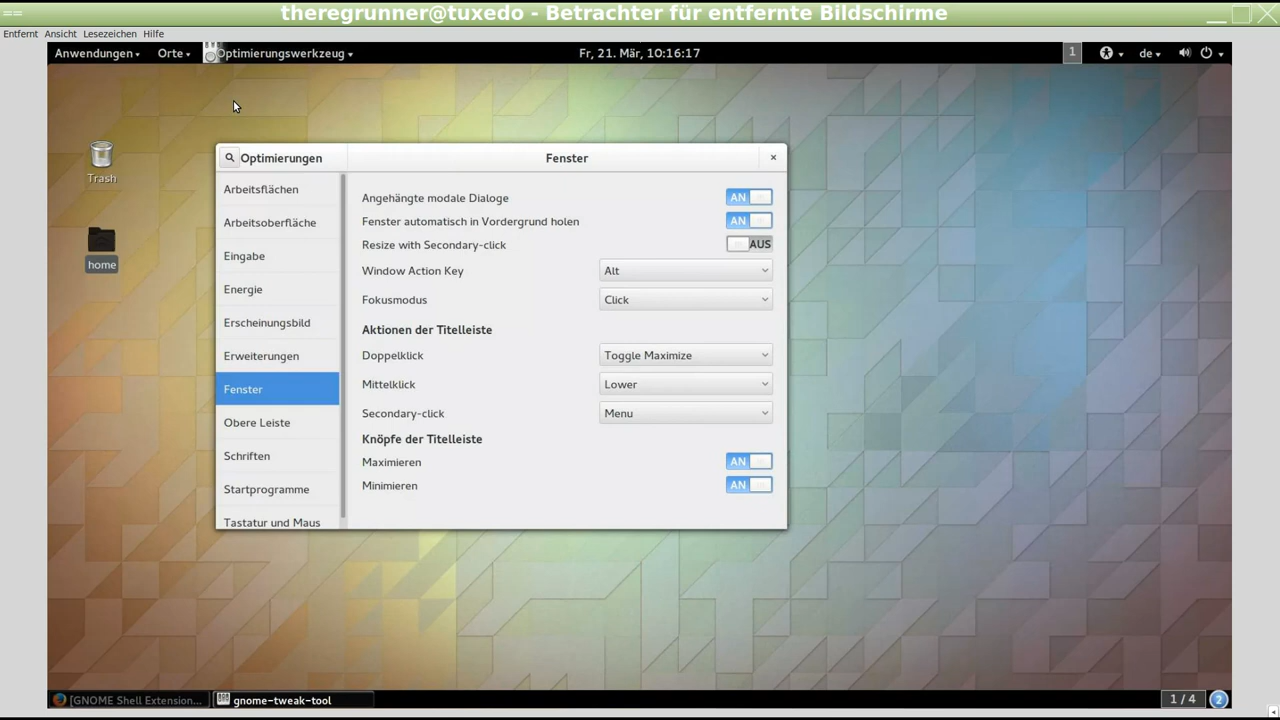 theregrunner@tuxedo - Betrachter für entfernte Bildschirme
Entfernt Ansicht Lesezeichen Hilfe
Anwendungen Orte Optimierungswerkzeug Fr, 21. Mär, 10:16:17 1 de
Trash
home
Optimierungen Fenster
Arbeitsflächen
Arbeitsoberfläche
Eingabe
Energie
Erscheinungsbild
Erweiterungen
Fenster
Obere Leiste
Schriften
Startprogramme
Tastatur und Maus
Angehängte modale Dialoge AN
Fenster automatisch in Vordergrund holen AN
Resize with Secondary-click AUS
Window Action Key Alt
Fokusmodus Click
Aktionen der Titelleiste
Doppelklick Toggle Maximize
Mittelklick Lower
Secondary-click Menu
Knöpfe der Titelleiste
Maximieren AN
Minimieren AN
[GNOME Shell Extension... gnome-tweak-tool 1 / 4 2